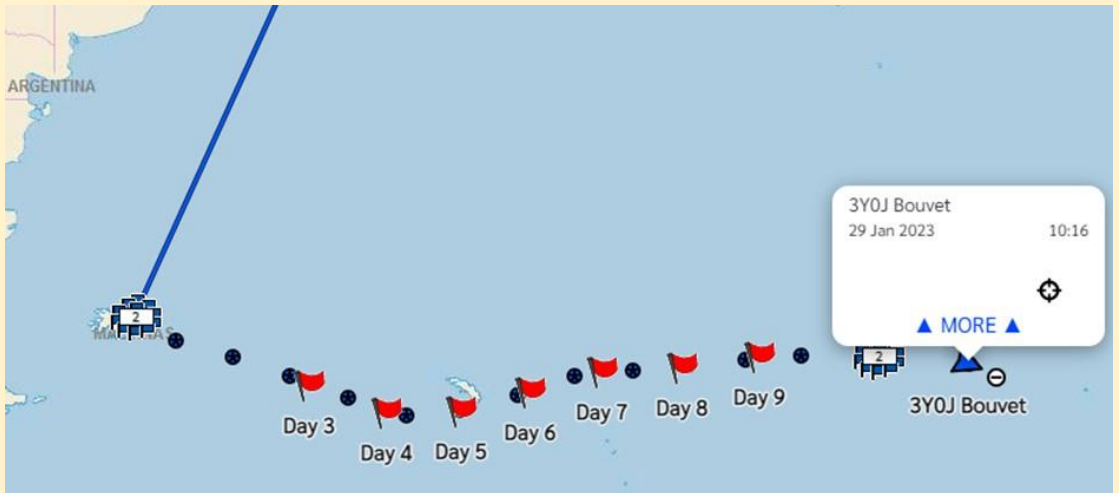 ARGENTINA
3Y0J Bouvet
29 Jan 2023 10:16
▲ MORE ▲
2
2
3Y0J Bouvet
Day 3
Day 4
Day 5
Day 6
Day 7
Day 8
Day 9